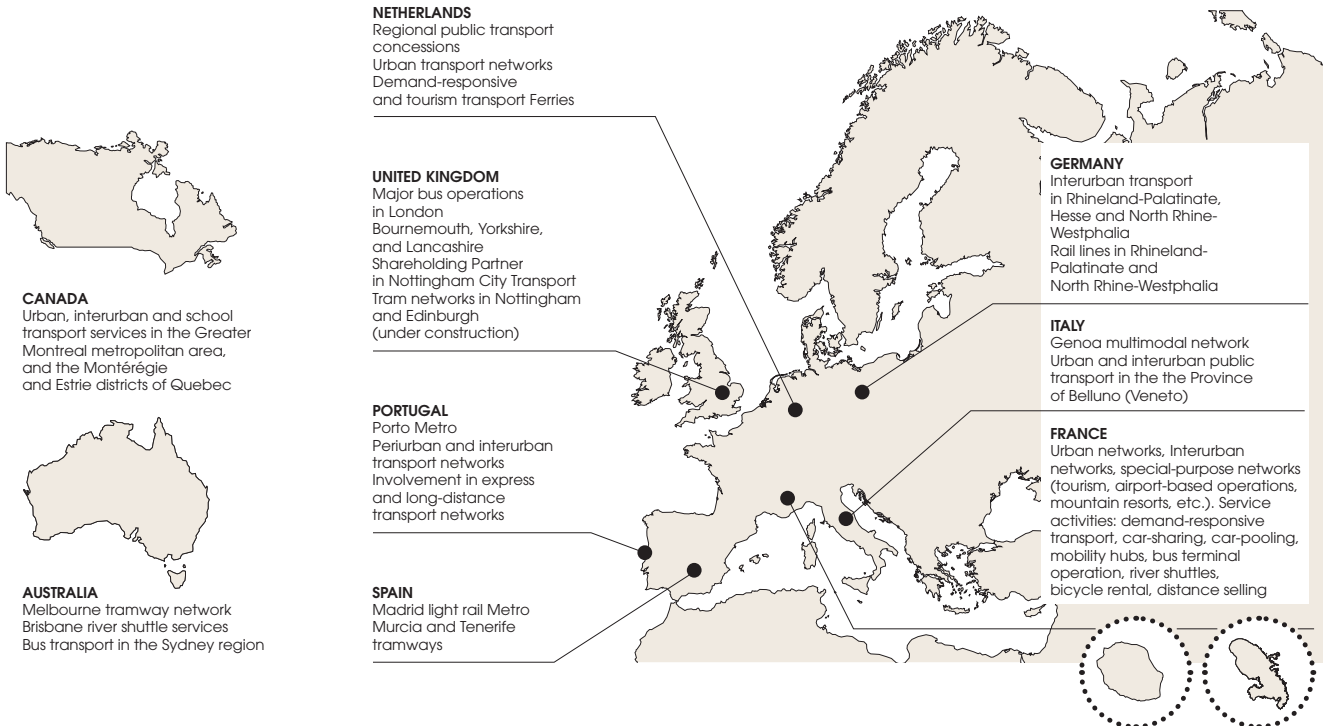 NETHERLANDS
Regional public transport
concessions
Urban transport networks
Demand-responsive
and tourism transport Ferries
UNITED KINGDOM
Major bus operations
in London
Bournemouth, Yorkshire,
and Lancashire
Shareholding Partner
in Nottingham City Transport
Tram networks in Nottingham
and Edinburgh
(under construction)
CANADA
Urban, interurban and school
transport services in the Greater
Montreal metropolitan area,
and the Montérégie
and Estrie districts of Quebec
PORTUGAL
Porto Metro
Periurban and interurban
transport networks
Involvement in express
and long-distance
transport networks
AUSTRALIA
Melbourne tramway network
Brisbane river shuttle services
Bus transport in the Sydney region
SPAIN
Madrid light rail Metro
Murcia and Tenerife
tramways
GERMANY
Interurban transport
in Rhineland-Palatinate,
Hesse and North Rhine-
Westphalia
Rail lines in Rhineland-
Palatinate and
North Rhine-Westphalia
ITALY
Genoa multimodal network
Urban and interurban public
transport in the the Province
of Belluno (Veneto)
FRANCE
Urban networks, Interurban
networks, special-purpose networks
(tourism, airport-based operations,
mountain resorts, etc.). Service
activities: demand-responsive
transport, car-sharing, car-pooling,
mobility hubs, bus terminal
operation, river shuttles,
bicycle rental, distance selling